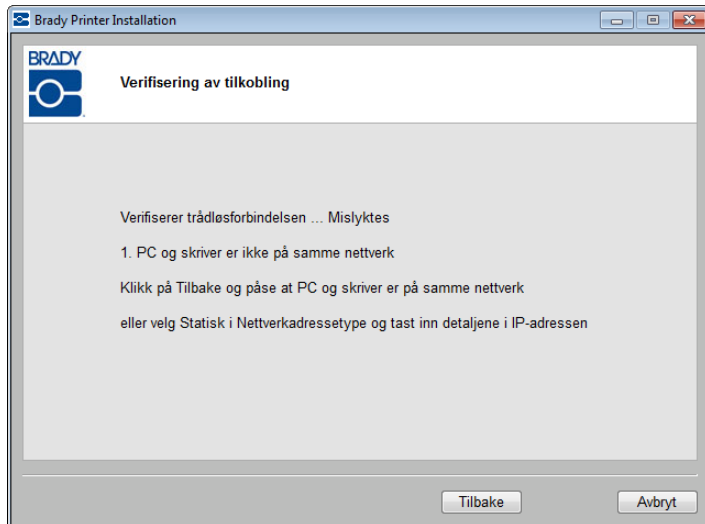 Brady Printer Installation
BRADY
Verifisering av tilkobling
Verifiserer trådløsforbindelsen ... Mislyktes
1. PC og skriver er ikke på samme nettverk
Klikk på Tilbake og påse at PC og skriver er på samme nettverk
eller velg Statisk i Nettverkadressetype og tast inn detaljene i IP-adressen
Tilbake
Avbryt